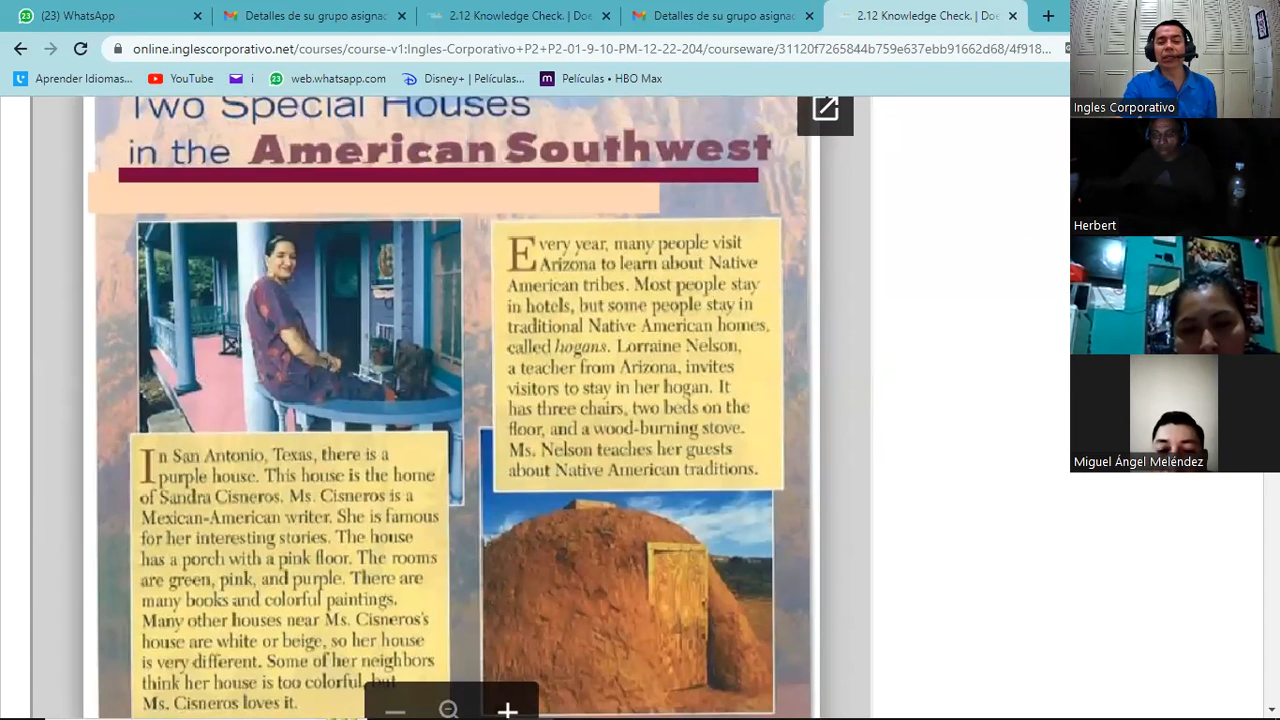 (23) WhatsApp
Detalles de su grupo asignac
2.12 Knowledge Check. | Doe
Detalles de su grupo asignac
2.12 Knowledge Check. | Doe
online.inglescorporativo.net/courses/course-v1:Ingles-Corporativo+P2+P2-01-9-10-PM-12-22-204/courseware/
Aprender Idiomas...
YouTube
i
web.whatsapp.com
Disney+ | Películas...
Películas • HBO Max
Two Special Houses
in the American Southwest
Every year, many people visit
Arizona to learn about Native
American tribes. Most people stay
in hotels, but some people stay in
traditional Native American homes,
called hogans. Lorraine Nelson,
a teacher from Arizona, invites
visitors to stay in her hogan. It
has three chairs, two beds on the
floor, and a wood-burning stove.
Ms. Nelson teaches her guests
about Native American traditions.
In San Antonio, Texas, there is a
purple house. This house is the home
of Sandra Cisneros. Ms. Cisneros is a
Mexican-American writer. She is famous
for her interesting stories. The house
has a porch with a pink floor. The rooms
are green, pink, and purple. There are
many books and colorful paintings.
Many other houses near Ms. Cisneros's
house are white or beige, so her house
is very different. Some of her neighbors
think her house is too colorful, but
Ms. Cisneros loves it.
Ingles Corporativo
Herbert
Miguel Ángel Meléndez